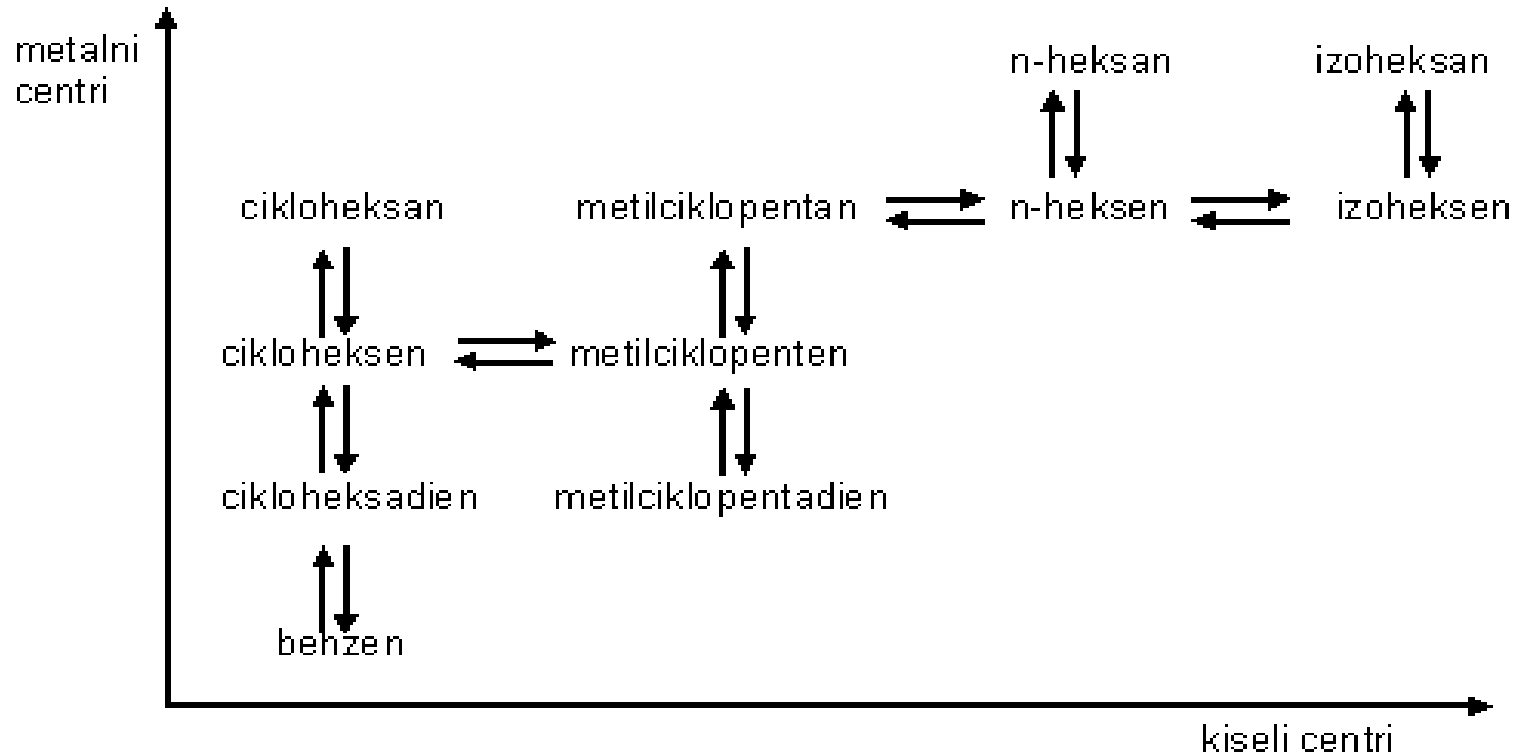 metalni
centri
n-heksan izoheksan
cikloheksan metilciklopentan n-heksen izoheksen
cikloheksen metilciklopenten
cikloheksadien metilciklopentadien
benzen
kiseli centri